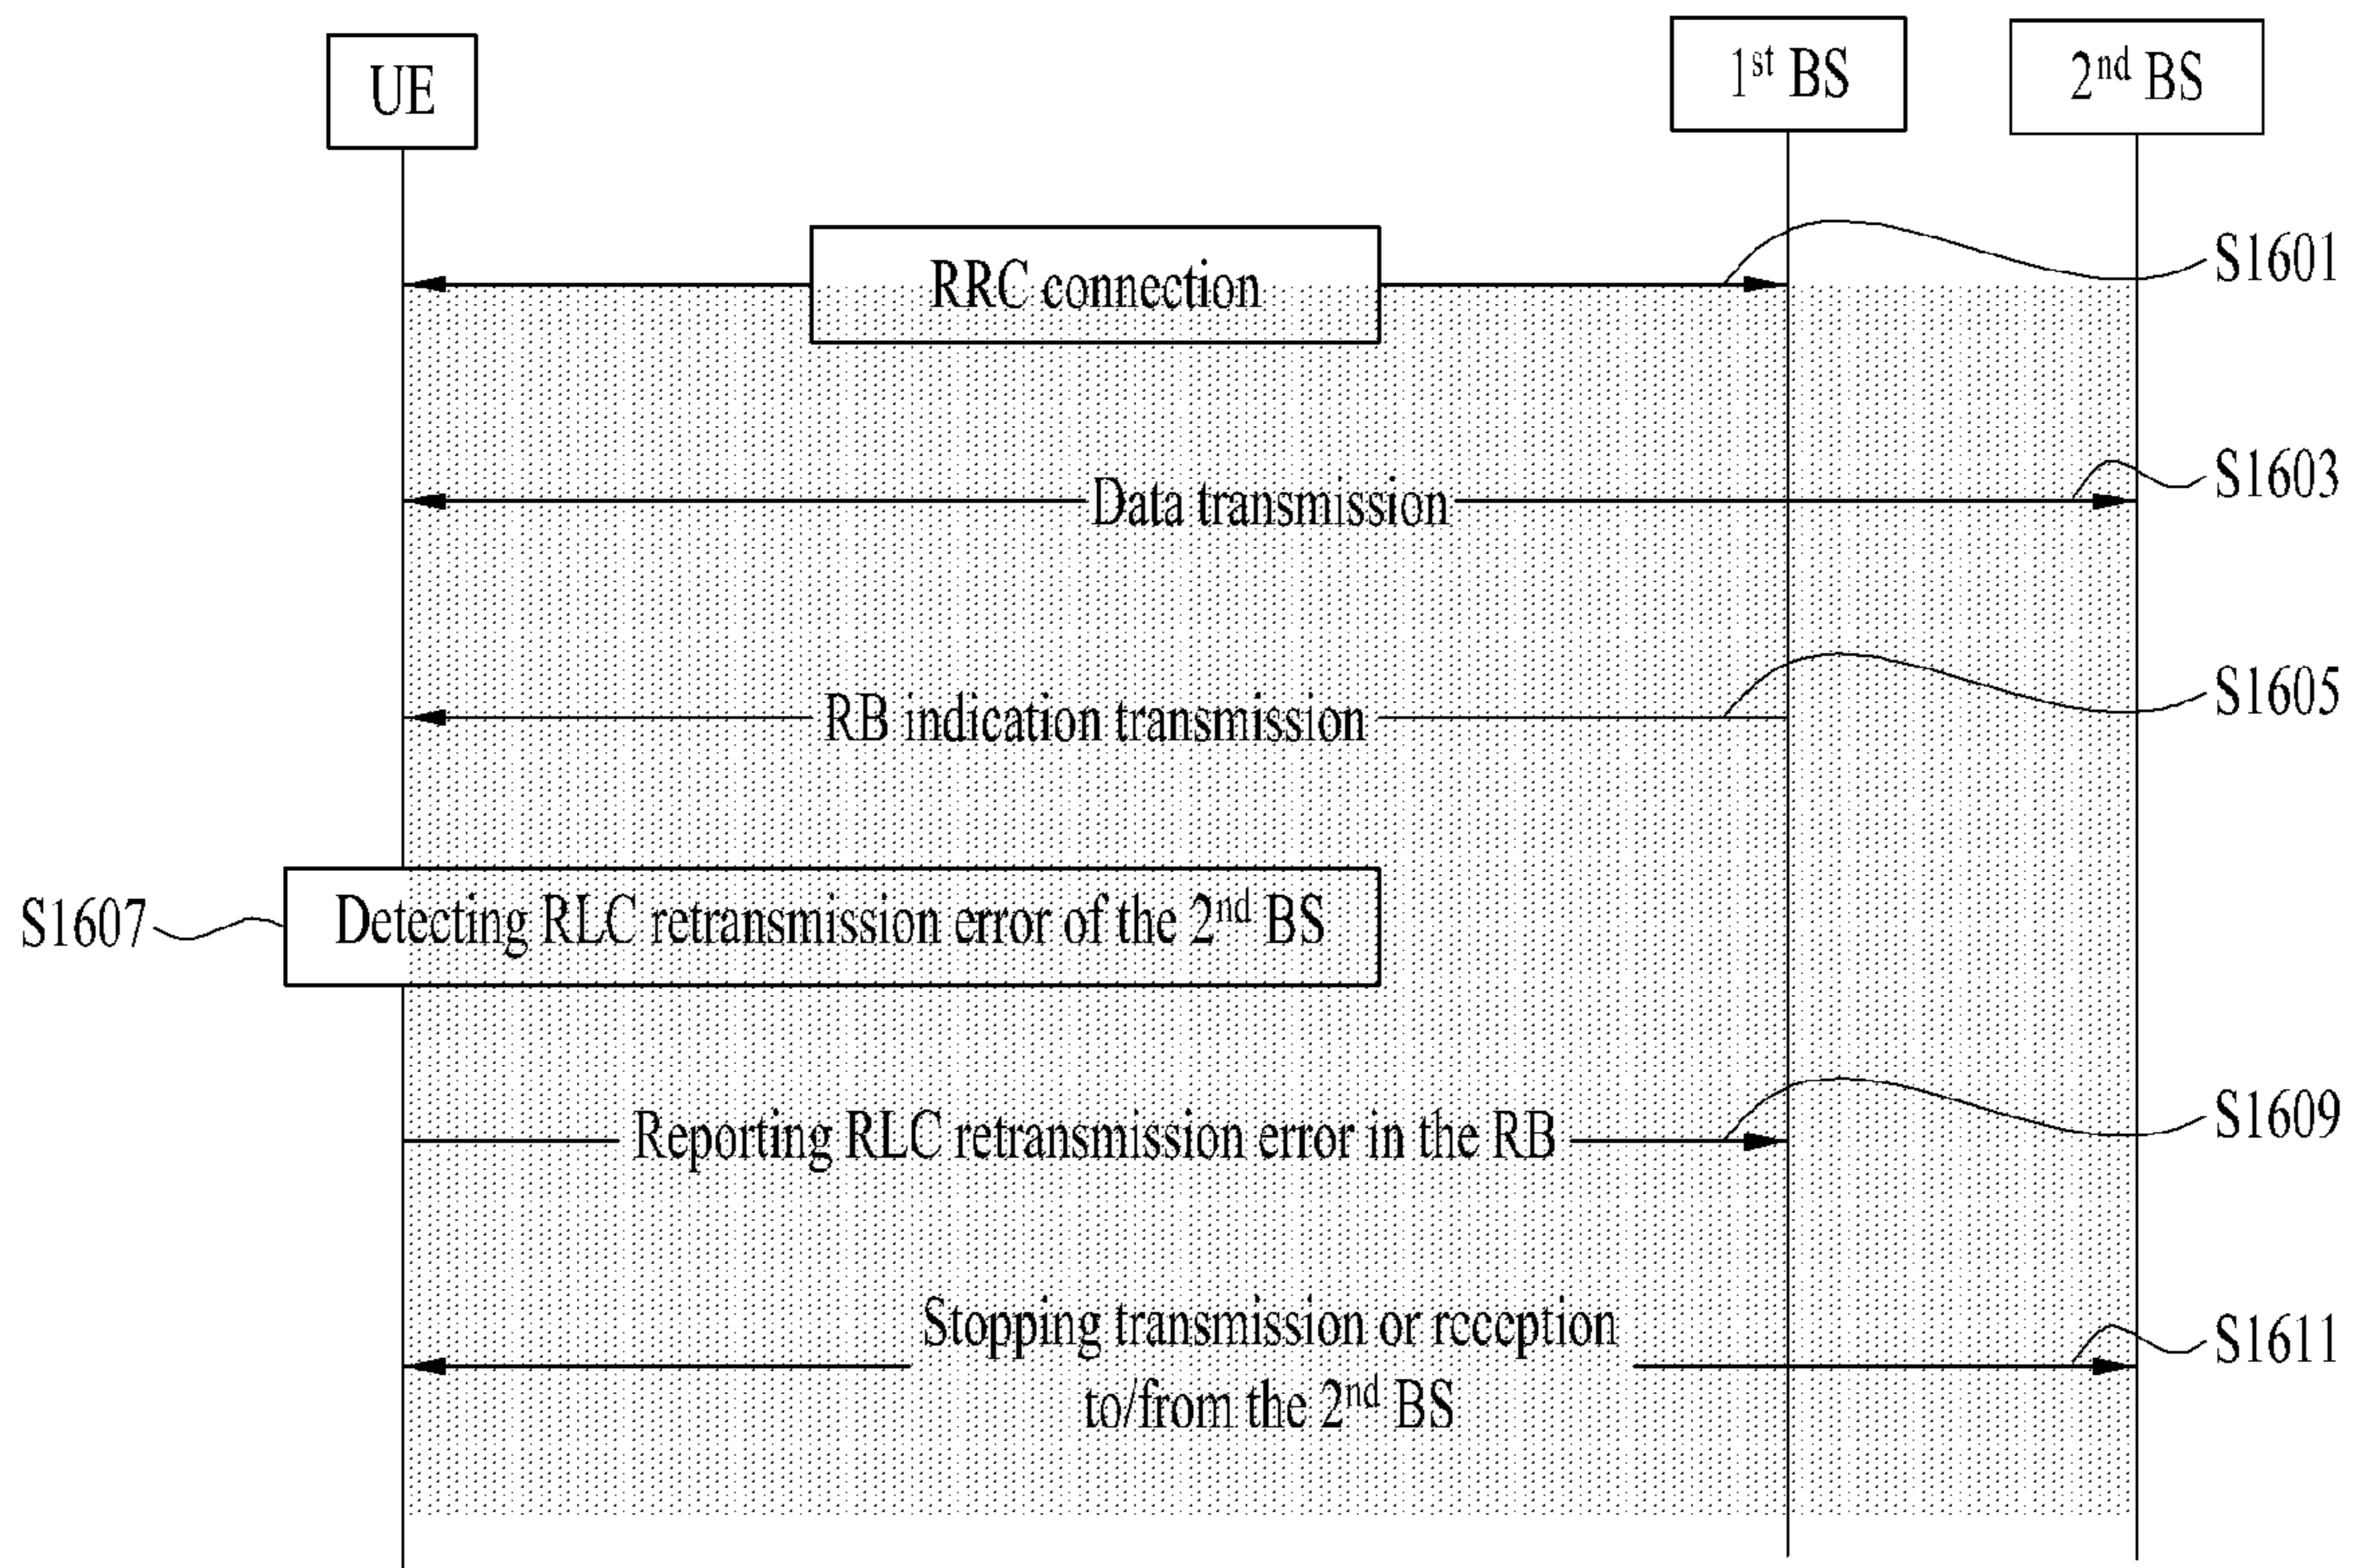 UE
1st BS
2nd BS
RRC connection
S1601
Data transmission
S1603
RB indication transmission
S1605
S1607
Detecting RLC retransmission error of the 2nd BS
Reporting RLC retransmission error in the RB
S1609
Stopping transmission or reception
to/from the 2nd BS
S1611